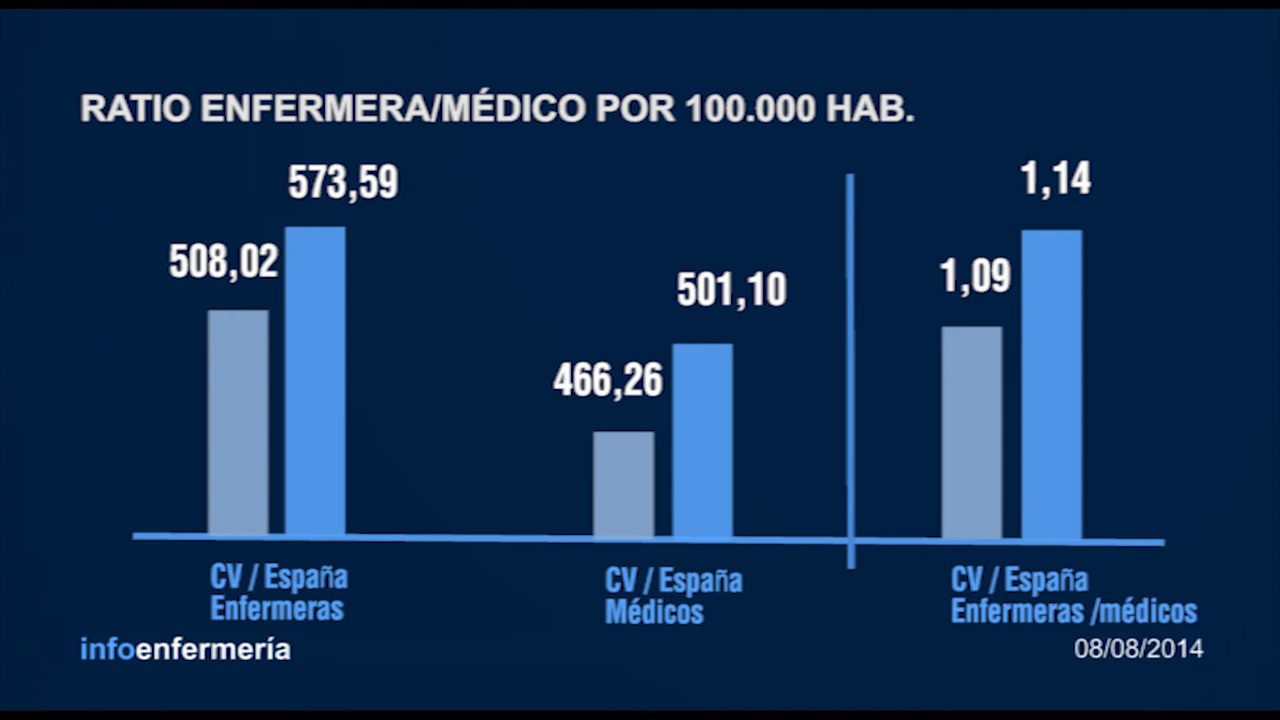 RATIO ENFERMERA/MÉDICO POR 100.000 HAB.
508,02
573,59
466,26
501,10
1,09
1,14
CV / España
Enfermeras
CV / España
Médicos
CV / España
Enfermeras /médicos
infoenfermería
08/08/2014